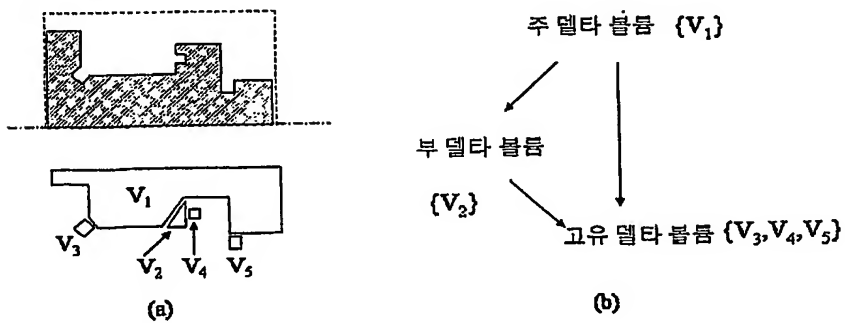 V₁
V₃
V₂
V₄
V₅
(a)
주 델타 볼륨 {V₁}
부 델타 볼륨
{V₂}
고유 델타 볼륨 {V₃,V₄,V₅}
(b)